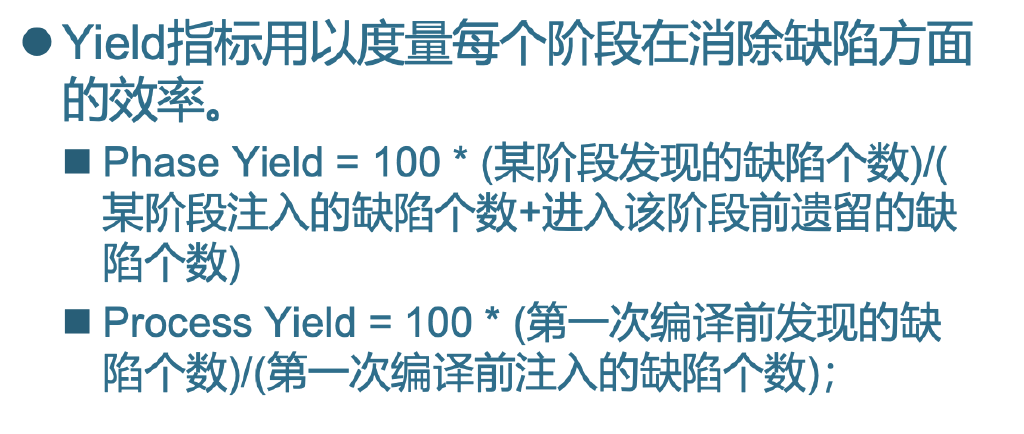 ● Yield指标用以度量每个阶段在消除缺陷方面
的效率。
■ Phase Yield = 100 * (某阶段发现的缺陷个数)/(
某阶段注入的缺陷个数+进入该阶段前遗留的缺
陷个数)
■ Process Yield = 100 * (第一次编译前发现的缺
陷个数)/(第一次编译前注入的缺陷个数);